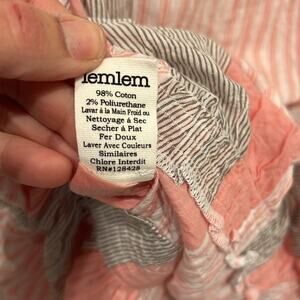 lemlem
98% Coton
2% Poliurethane
Lavar à la Main Froid ou
Nettoyage à Sec
Secher à Plat
Fer Doux
Laver Avec Couleurs
Similaires
Chlore Interdit
RN#128428